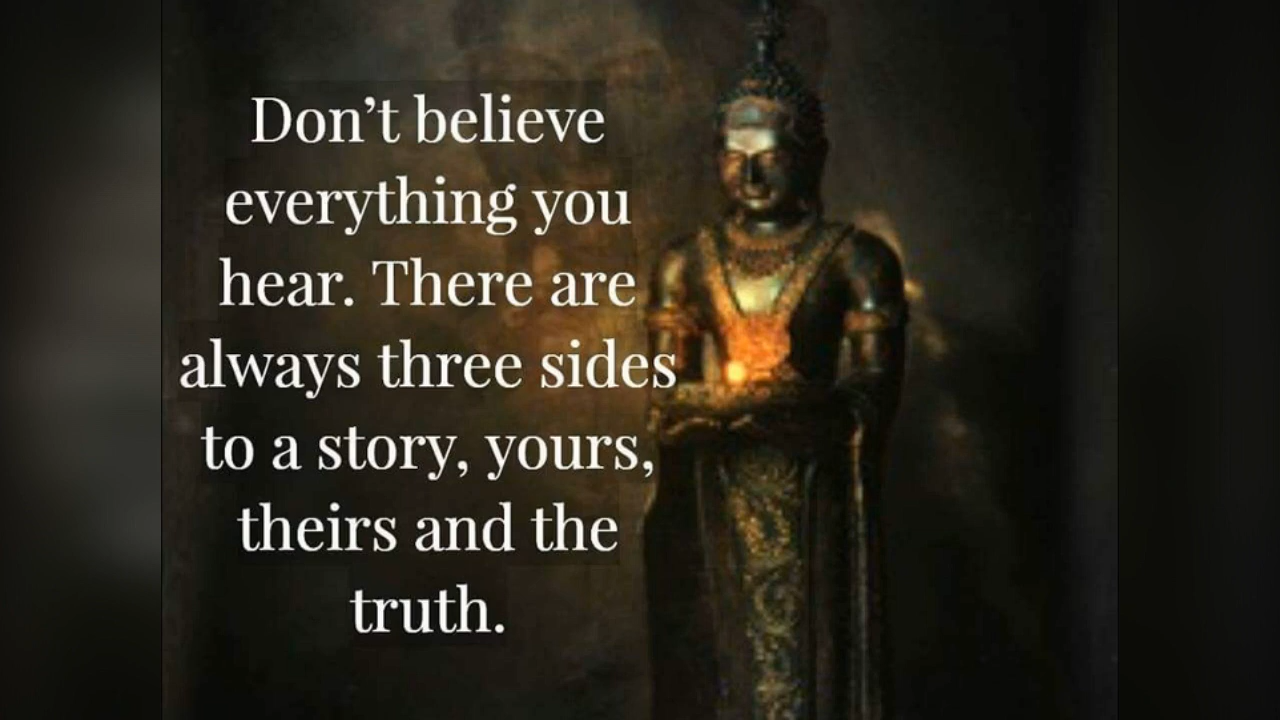 Don’t believe
everything you
hear. There are
always three sides
to a story, yours,
theirs and the
truth.